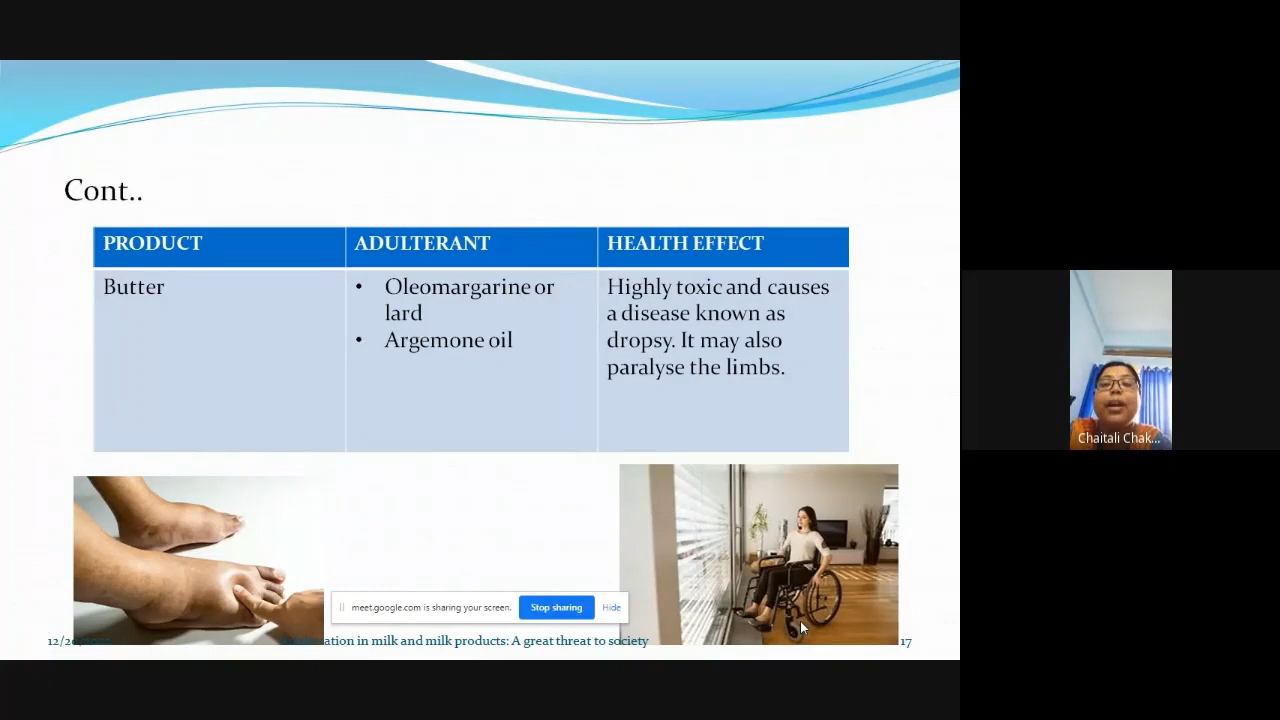 Cont..
PRODUCT
ADULTERANT
HEALTH EFFECT
Butter
• Oleomargarine or
lard
• Argemone oil
Highly toxic and causes
a disease known as
dropsy. It may also
paralyse the limbs.
meet.google.com is sharing your screen.
Stop sharing
Hide
in milk and milk products: A great threat to society
17
Chaitali Chak...